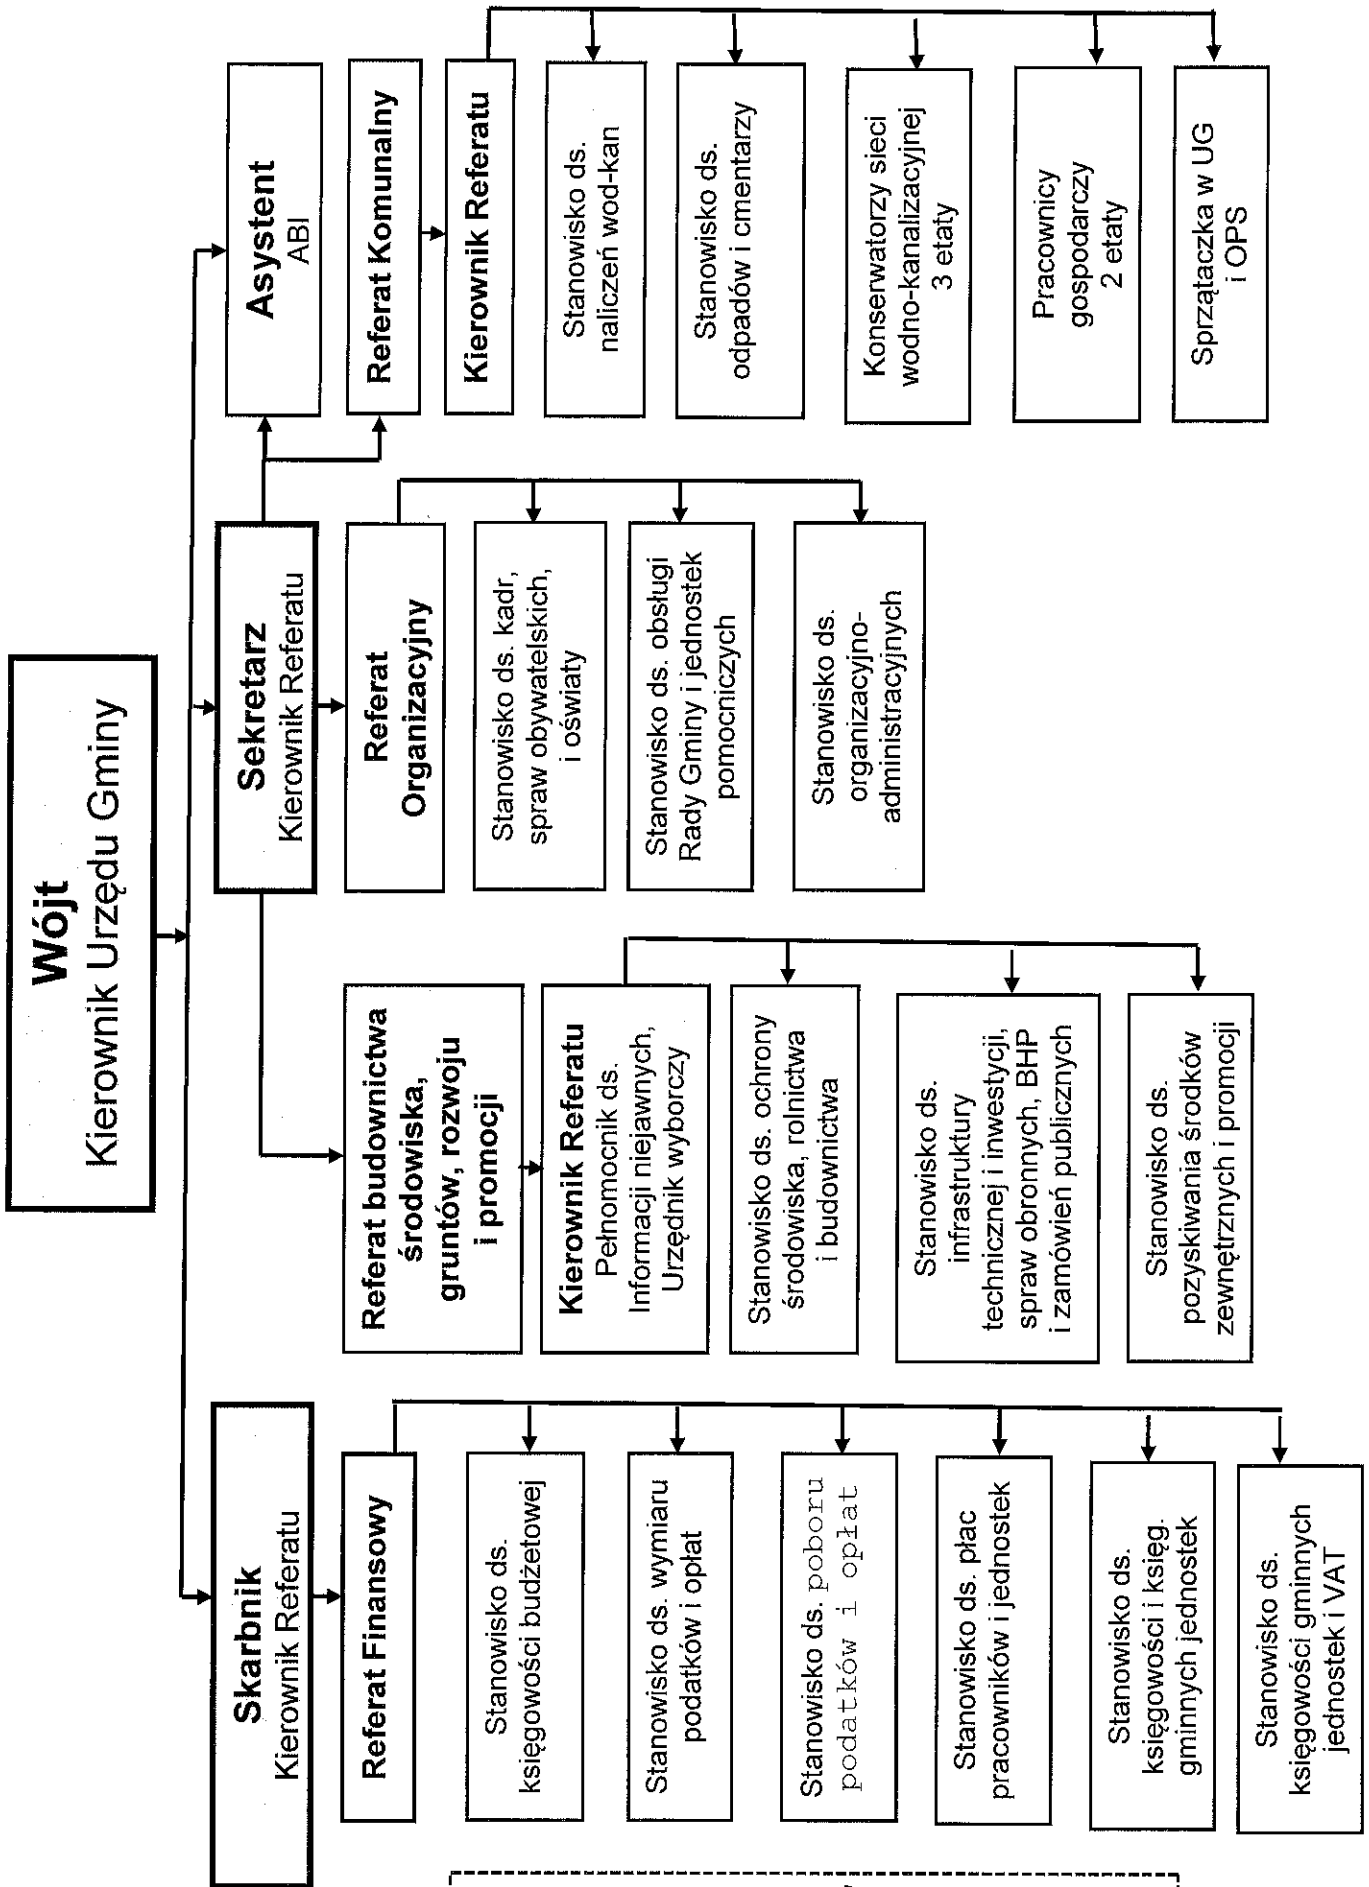 Wójt
Kierownik Urzędu Gminy
Skarbnik
Kierownik Referatu
Referat Finansowy
Stanowisko ds.
księgowości budżetowej
Stanowisko ds. wymiaru
podatków i opłat
Stanowisko ds. poboru
podatków i opłat
Stanowisko ds. płac
pracowników i jednostek
Stanowisko ds.
księgowości i księg.
gminnych jednostek
Stanowisko ds.
księgowości gminnych
jednostek i VAT
Referat budownictwa
środowiska,
gruntów, rozwoju
i promocji
Kierownik Referatu
Pełnomocnik ds.
Informacji niejawnych,
Urzędnik wyborczy
Stanowisko ds. ochrony
środowiska, rolnictwa
i budownictwa
Stanowisko ds.
infrastuktury
technicznej i inwestycji,
spraw obronnych, BHP
i zamówień publicznych
Stanowisko ds.
pozyskiwania środków
zewnętrznych i promocji
Sekretarz
Kierownik Referatu
Referat
Organizacyjny
Stanowisko ds. kadr,
spraw obywatelskich,
i oświaty
Stanowisko ds. obsługi
Rady Gminy i jednostek
pomocniczych
Stanowisko ds.
organizacyjno-
administracyjnych
Asystent
ABI
Referat Komunalny
Kierownik Referatu
Stanowisko ds.
naliczeń wod-kan
Stanowisko ds.
odpadów i cmentarzy
Konserwatorzy sieci
wodno-kanalizacyjnej
3 etaty
Pracownicy
gospodarczy
2 etaty
Sprzątaczka w UG
i OPS